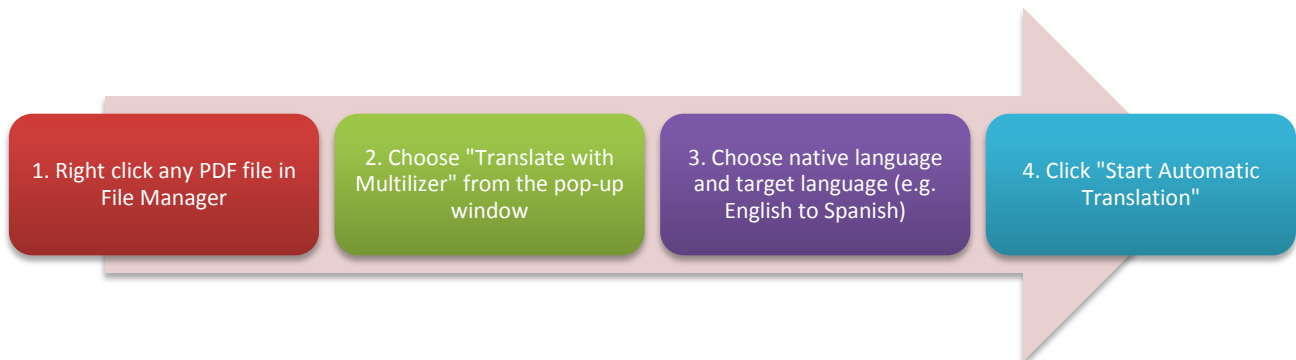 1. Right click any PDF file in
File Manager
2. Choose "Translate with
Multilizer" from the pop-up
window
3. Choose native language
and target language (e.g.
English to Spanish)
4. Click "Start Automatic
Translation"